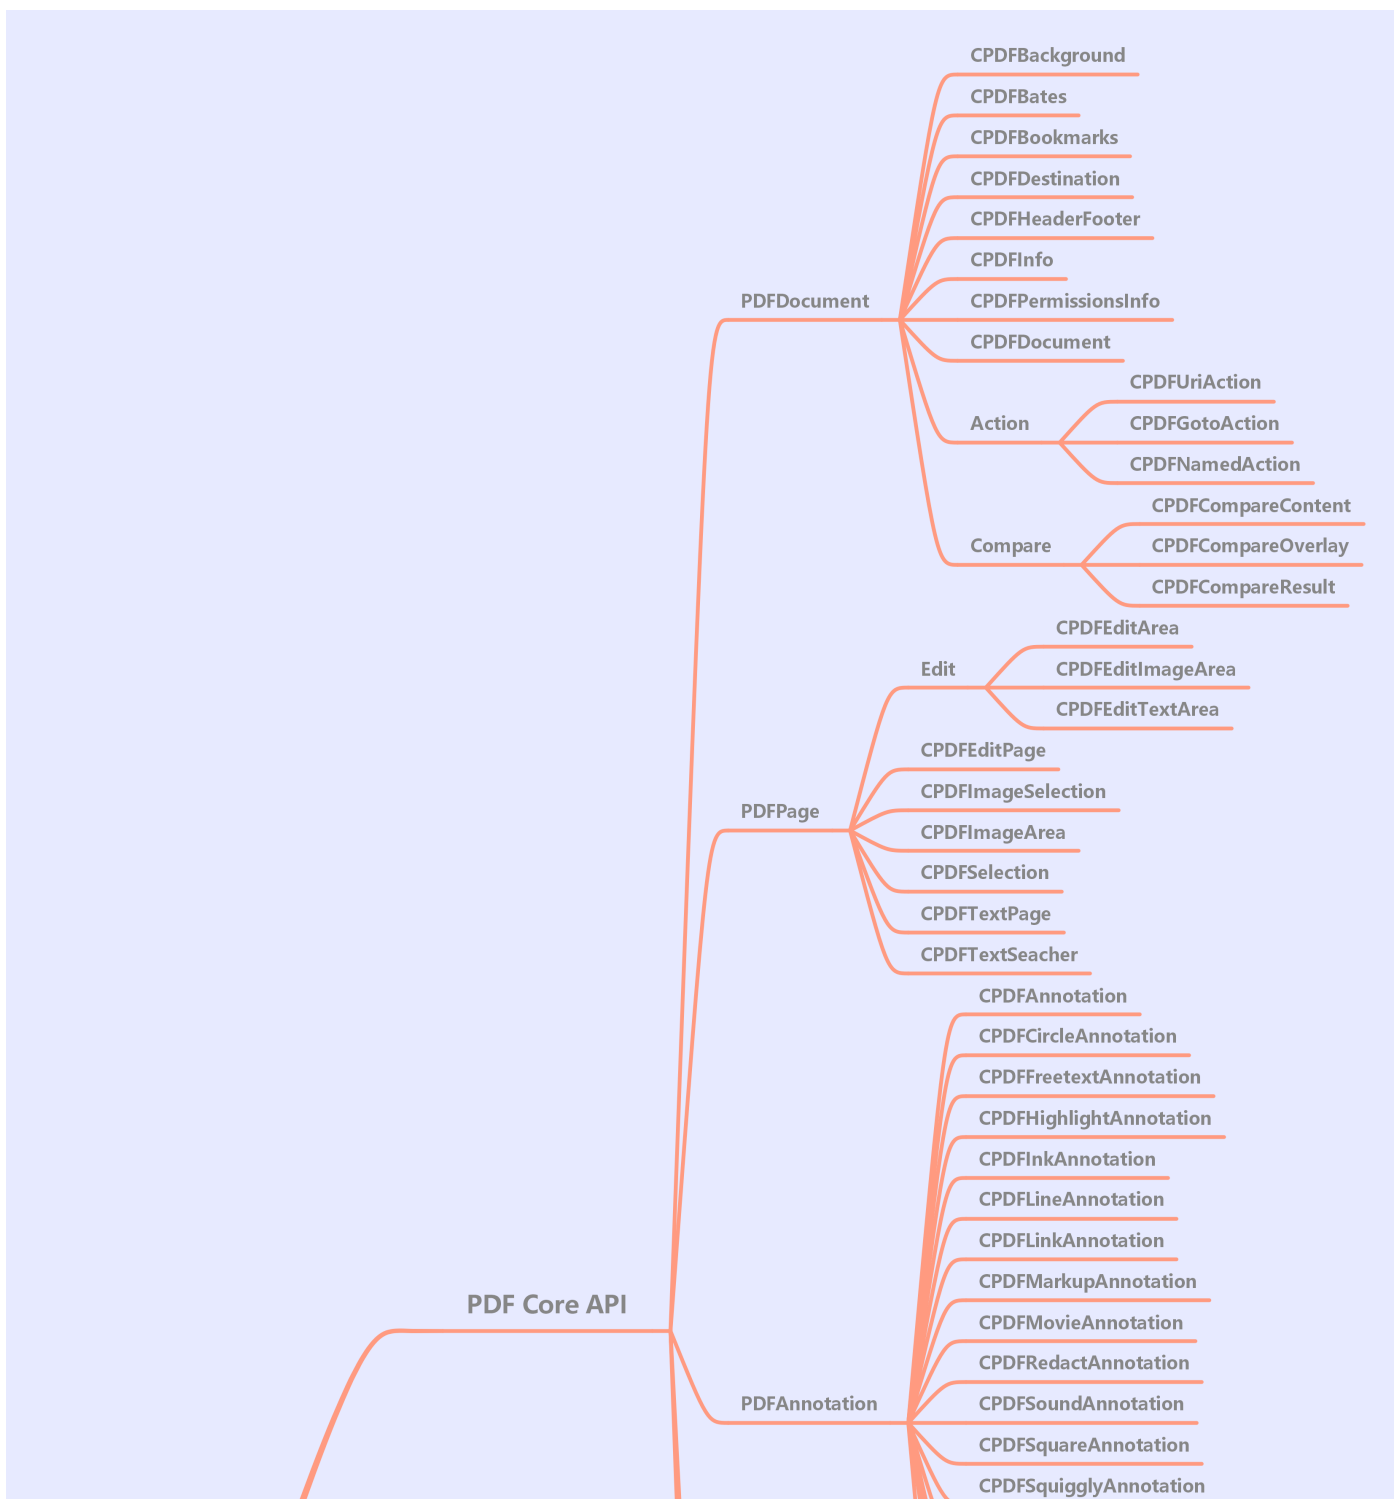 CPDFBackground
CPDFBates
CPDFBookmarks
CPDFDestination
CPDFHeaderFooter
CPDFInfo
PDFDocument
CPDFPermissionsInfo
CPDFDocument
CPDFUriAction
Action
CPDFGotoAction
CPDFNamedAction
CPDFCompareContent
Compare
CPDFCompareOverlay
CPDFCompareResult
CPDFEditArea
Edit
CPDFEditImageArea
CPDFEditTextArea
CPDFEditPage
CPDFImageSelection
PDFPage
CPDFImageArea
CPDFSelection
CPDFTextPage
CPDFTextSeacher
CPDFAnnotation
CPDFCircleAnnotation
CPDFFreetextAnnotation
CPDFHighlightAnnotation
CPDFInkAnnotation
CPDFLineAnnotation
CPDFLinkAnnotation
CPDFMarkupAnnotation
PDF Core API
CPDFMovieAnnotation
CPDFRedactAnnotation
PDFAnnotation
CPDFSoundAnnotation
CPDFSquareAnnotation
CPDFSquigglyAnnotation